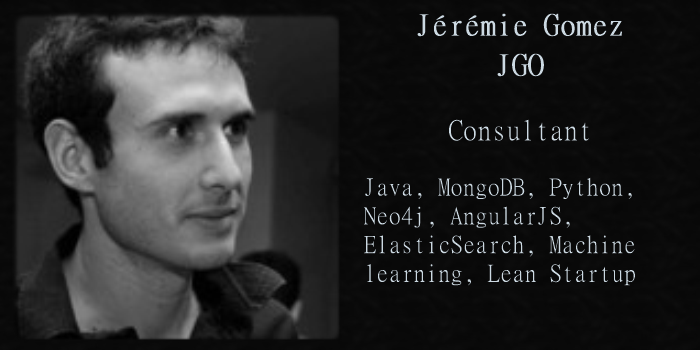 Jérémie Gomez
JGO
Consultant
Java, MongoDB, Python,
Neo4j, AngularJS,
ElasticSearch, Machine
learning, Lean Startup